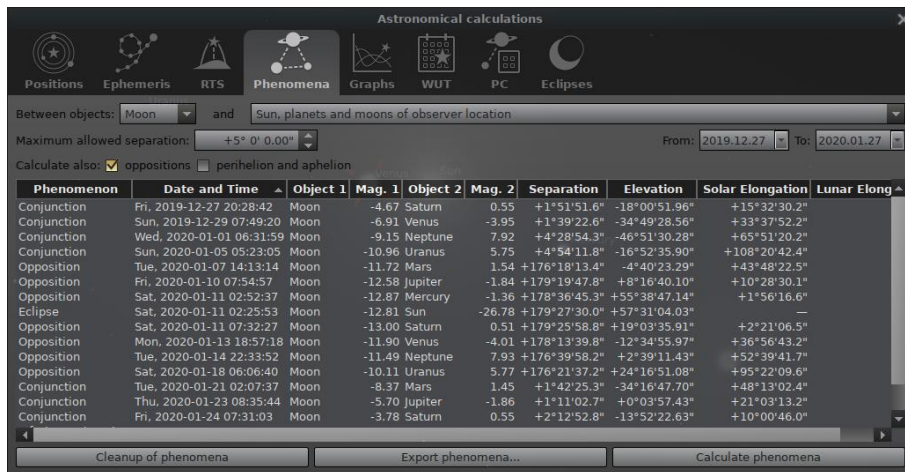 Astronomical calculations
Positions Ephemeris RTS Phenomena Graphs WUT PC Eclipses
Between objects: Moon and Sun, planets and moons of observer location
Maximum allowed separation: +5° 0' 0.00" From: 2019.12.27 To: 2020.01.27
Calculate also: oppositions perihelion and aphelion
Phenomenon Date and Time Object 1 Mag. 1 Object 2 Mag. 2 Separation Elevation Solar Elongation Lunar Elong
Conjunction Fri, 2019-12-27 20:28:42 Moon -4.67 Saturn 0.55 +1°51'51.6" -18°00'51.96" +15°32'30.2"
Conjunction Sun, 2019-12-29 07:49:20 Moon -6.91 Venus -3.95 +1°39'22.6" -34°49'28.56" +33°37'52.2"
Conjunction Wed, 2020-01-01 06:31:59 Moon -9.15 Neptune 7.92 +4°28'54.3" -46°51'30.28" +65°51'20.2"
Conjunction Sun, 2020-01-05 05:23:05 Moon -10.96 Uranus 5.75 +4°54'11.8" -16°52'35.90" +108°20'42.4"
Opposition Tue, 2020-01-07 14:13:14 Moon -11.72 Mars 1.54 +176°18'13.4" -4°40'23.29" +43°48'22.5"
Opposition Fri, 2020-01-10 07:54:57 Moon -12.58 Jupiter -1.84 +179°19'47.8" +8°16'40.10" +10°28'30.1"
Opposition Sat, 2020-01-11 02:52:37 Moon -12.87 Mercury -1.36 +178°36'45.3" +55°38'47.14" +1°56'16.6"
Eclipse Sat, 2020-01-11 02:25:53 Moon -12.81 Sun -26.78 +179°27'30.0" +57°31'04.03" —
Opposition Sat, 2020-01-11 07:32:27 Moon -13.00 Saturn 0.51 +179°25'58.8" +19°03'35.91" +2°21'06.5"
Opposition Mon, 2020-01-13 18:57:18 Moon -11.90 Venus -4.01 +178°13'39.8" -12°34'55.97" +36°56'43.2"
Opposition Tue, 2020-01-14 22:33:52 Moon -11.49 Neptune 7.93 +176°39'58.2" +2°39'11.43" +52°39'41.7"
Opposition Sat, 2020-01-18 06:06:40 Moon -10.11 Uranus 5.77 +176°21'37.2" +24°16'51.08" +95°22'09.6"
Conjunction Tue, 2020-01-21 02:07:37 Moon -8.37 Mars 1.45 +1°42'25.3" -34°16'47.70" +48°13'02.4"
Conjunction Thu, 2020-01-23 08:35:44 Moon -5.70 Jupiter -1.86 +1°11'02.7" +0°03'57.43" +21°03'13.2"
Conjunction Fri, 2020-01-24 07:31:03 Moon -3.78 Saturn 0.55 +2°12'52.8" -13°52'22.63" +10°00'46.0"
Cleanup of phenomena Export phenomena... Calculate phenomena